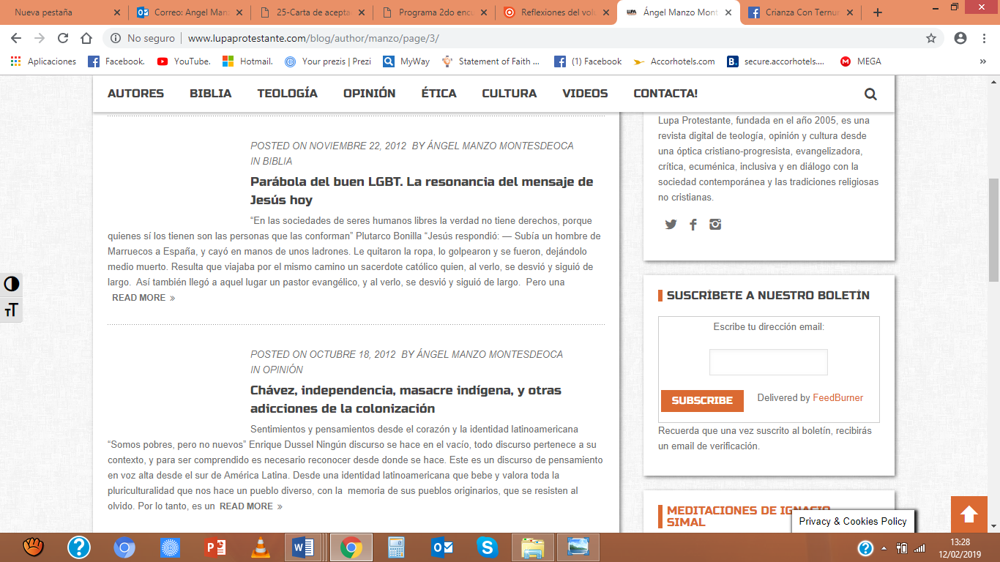 Nueva pestaña
Correo: Angel Man
25-Carta de acepta
Programa 2do enc
Reflexiones del vol
Ángel Manzo Mont
Crianza Con Ternu
No seguro | www.lupaprotestante.com/blog/author/manzo/page/3/
Aplicaciones
Facebook.
YouTube.
Hotmail.
Your prezis | Prezi
MyWay
Statement of Faith ...
(1) Facebook
Accorhotels.com
secure.accorhotels....
MEGA
»
AUTORES BIBLIA TEOLOGÍA OPINIÓN ÉTICA CULTURA VIDEOS CONTACTA!
POSTED ON NOVIEMBRE 22, 2012 BY ÁNGEL MANZO MONTESDEOCA
IN BIBLIA
Parábola del buen LGBT. La resonancia del mensaje de
Jesús hoy
“En las sociedades de seres humanos libres la verdad no tiene derechos, porque
quienes sí los tienen son las personas que las conforman” Plutarco Bonilla “Jesús respondió: — Subía un hombre de
Marruecos a España, y cayó en manos de unos ladrones. Le quitaron la ropa, lo golpearon y se fueron, dejándolo
medio muerto. Resulta que viajaba por el mismo camino un sacerdote católico quien, al verlo, se desvió y siguió de
largo. Así también llegó a aquel lugar un pastor evangélico, y al verlo, se desvió y siguió de largo. Pero una
READ MORE »
POSTED ON OCTUBRE 18, 2012 BY ÁNGEL MANZO MONTESDEOCA
IN OPINIÓN
Chávez, independencia, masacre indígena, y otras
adicciones de la colonización
Sentimientos y pensamientos desde el corazón y la identidad latinoamericana
“Somos pobres, pero no nuevos” Enrique Dussel Ningún discurso se hace en el vacío, todo discurso pertenece a su
contexto, y para ser comprendido es necesario reconocer desde donde se hace. Este es un discurso de pensamiento
en voz alta desde el sur de América Latina. Desde una identidad latinoamericana que bebe y valora toda la
pluriculturalidad que nos hace un pueblo diverso, con la memoria de sus pueblos originarios, que se resisten al
olvido. Por lo tanto, es un READ MORE »
Lupa Protestante, fundada en el año 2005, es una
revista digital de teología, opinión y cultura desde
una óptica cristiano-progresista, evangelizadora,
crítica, ecuménica, inclusiva y en diálogo con la
sociedad contemporánea y las tradiciones religiosas
no cristianas.
SUSCRÍBETE A NUESTRO BOLETÍN
Escribe tu dirección email:
SUBSCRIBE Delivered by FeedBurner
Recuerda que una vez suscrito al boletín, recibirás
un email de verificación.
MEDITACIONES DE IGNACIO
SIMAL
Privacy & Cookies Policy
13:28
12/02/2019